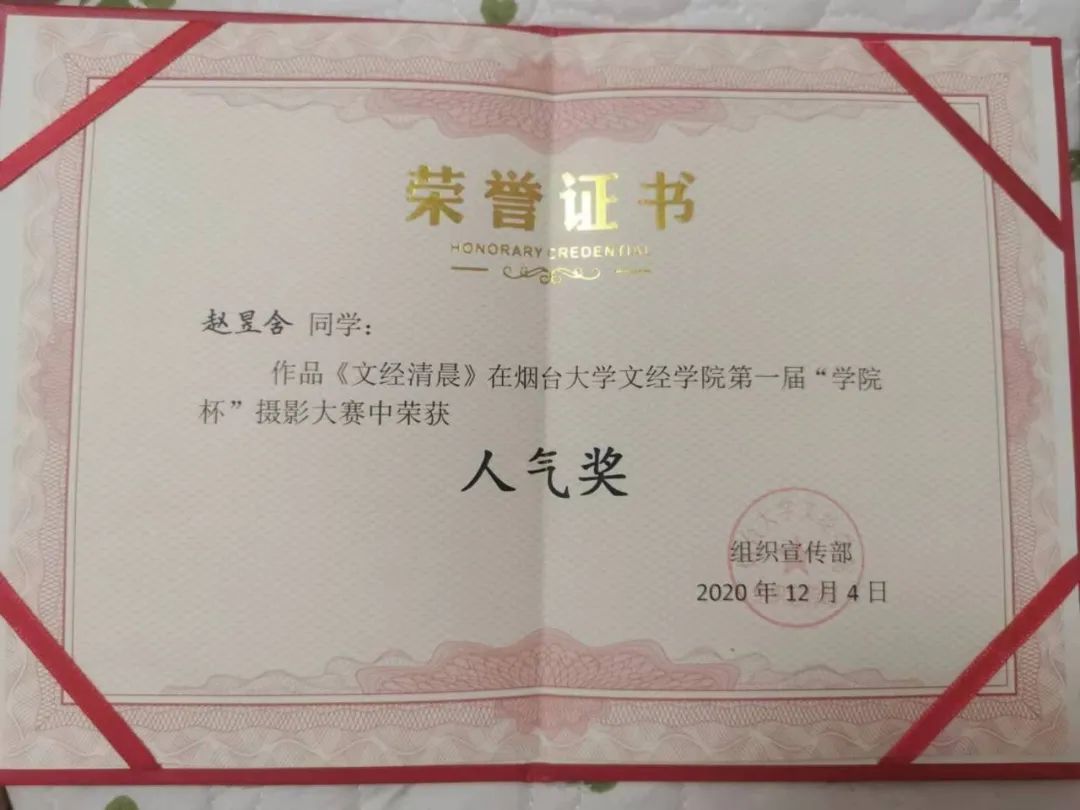 荣誉证书
HONORARY CREDENTIAL
赵昱含 同学：
作品《文经清晨》在烟台大学文经学院第一届“学院
杯”摄影大赛中荣获
人气奖
组织宣传部
2020 年 12 月 4 日